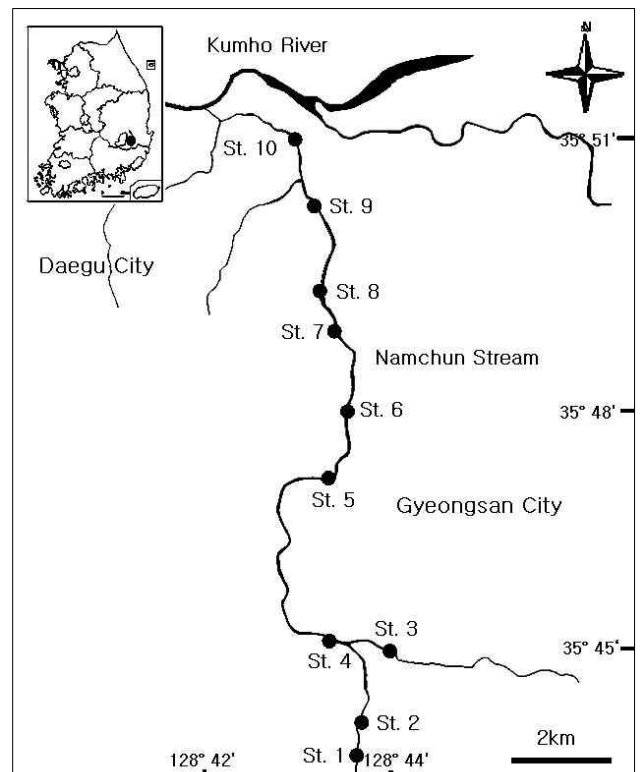 Kumho River
N
35° 51'
St. 10
St. 9
Daegu City
St. 8
St. 7
Namchun Stream
St. 6
35° 48'
St. 5
Gyeongsan City
St. 3
St. 4
35° 45'
St. 2
2km
St. 1
128° 42'
128° 44'